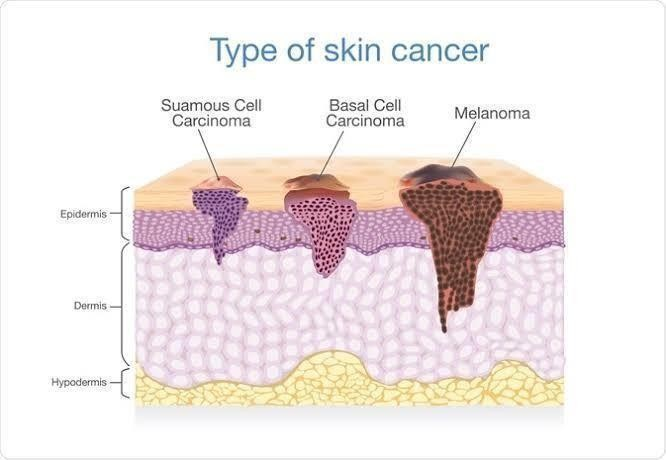 Type of skin cancer
Suamous Cell
Carcinoma
Basal Cell
Carcinoma
Melanoma
Epidermis
Dermis
Hypodermis